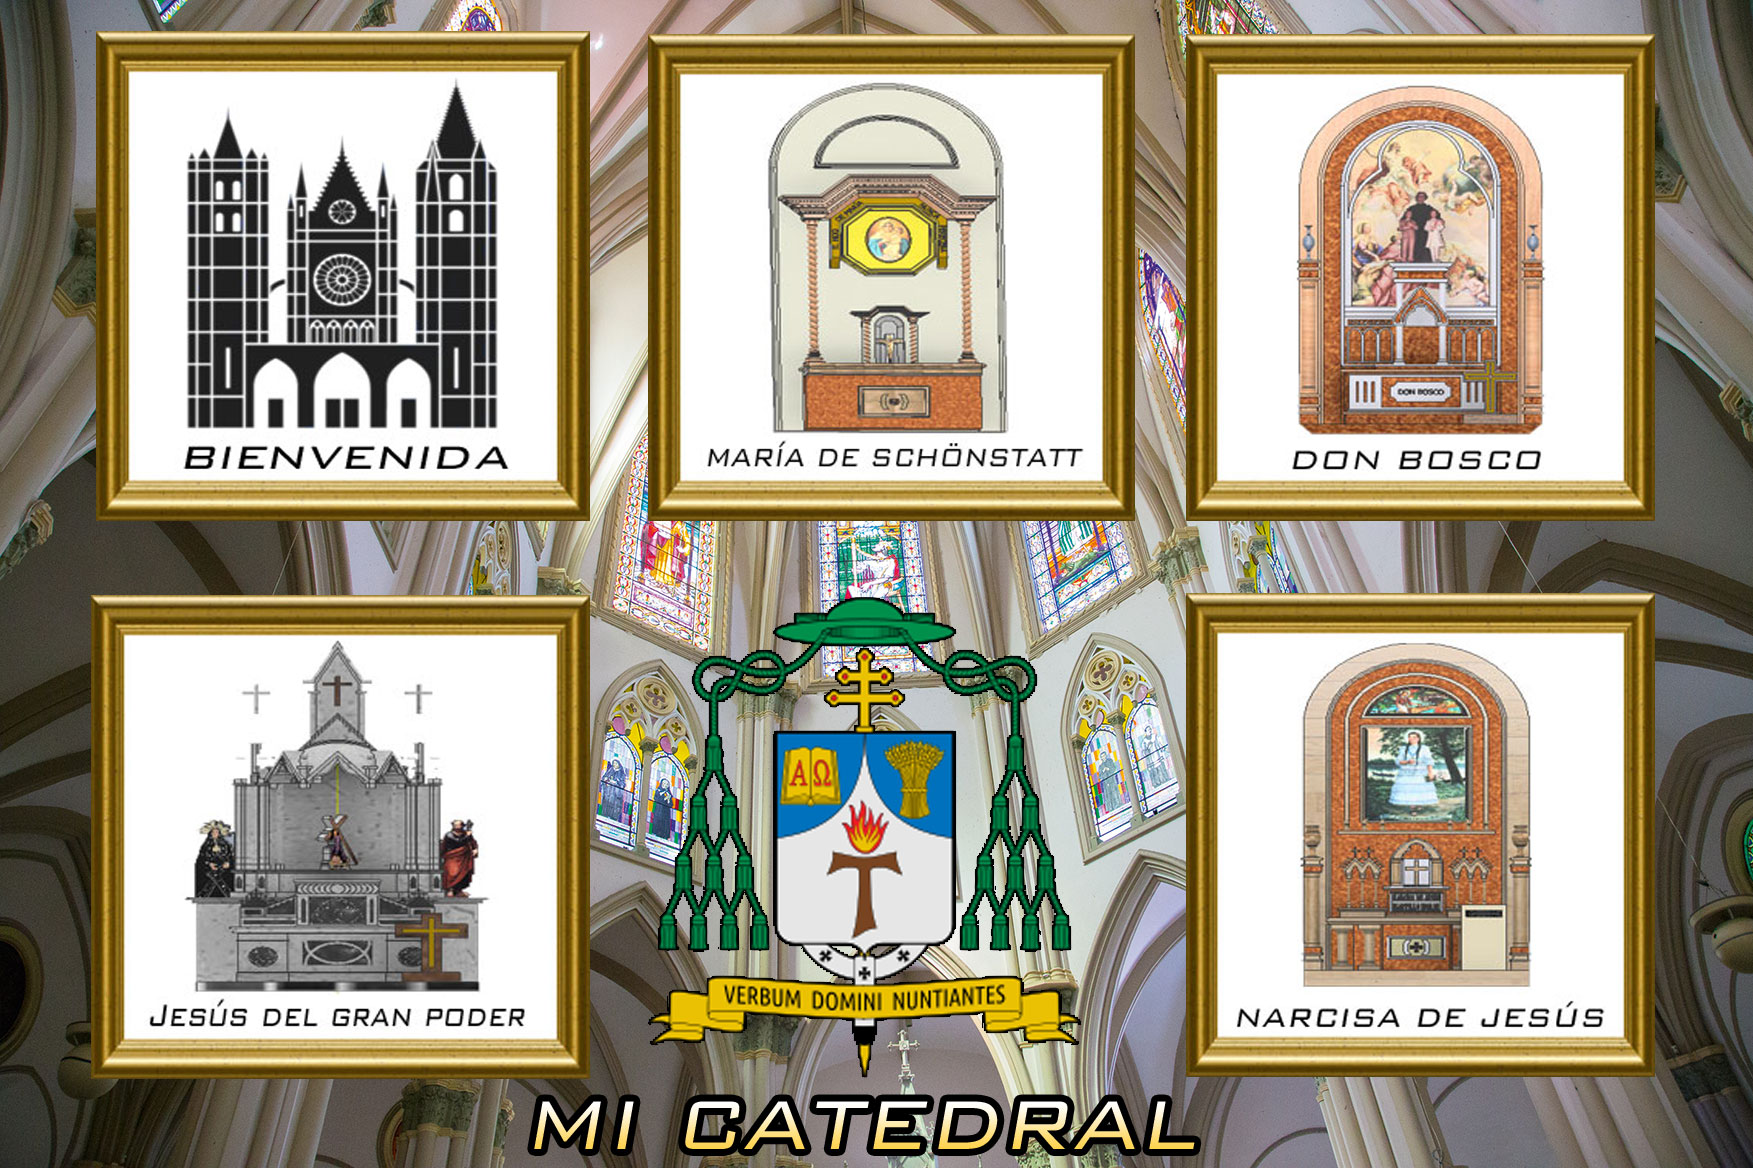 BIENVENIDA
MARÍA DE SCHÖNSTATT
DON BOSCO
DON BOSCO
JESÚS DEL GRAN PODER
ΑΩ
VERBUM DOMINI NUNTIANTES
NARCISA DE JESÚS
MI CATEDRAL